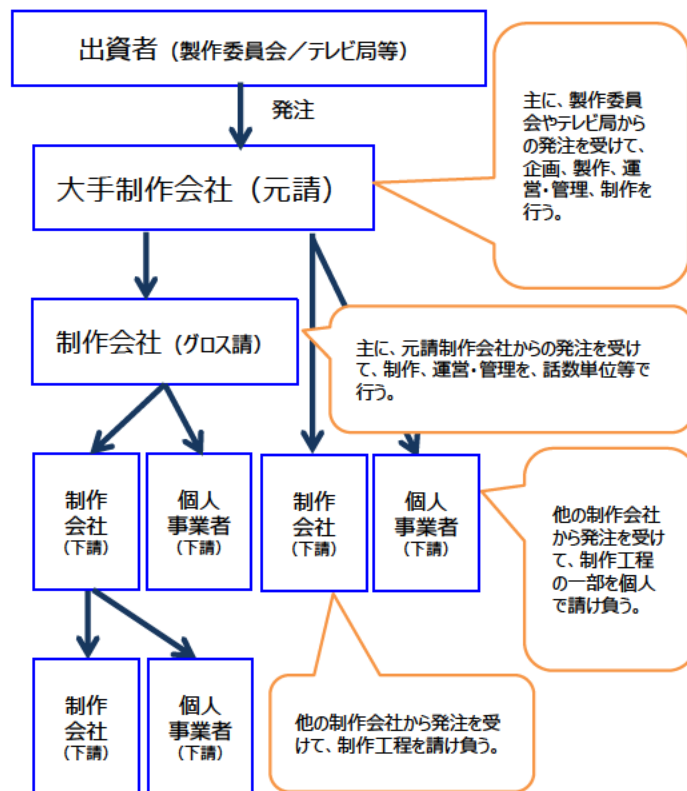 出資者（製作委員会／テレビ局等）
発注
主に、製作委員
会やテレビ局から
の発注を受けて、
企画、製作、運
営・管理、制作を
行う。
大手制作会社（元請）
制作会社（グロス請）
主に、元請制作会社からの発注を受け
て、制作、運営・管理を、話数単位等で
行う。
制作
会社
（下請）
個人
事業者
（下請）
制作
会社
（下請）
個人
事業者
（下請）
他の制作会社
から発注を受け
て、制作工程
の一部を個人
で請け負う。
制作
会社
（下請）
個人
事業者
（下請）
他の制作会社から発注を受
けて、制作工程を請け負う。